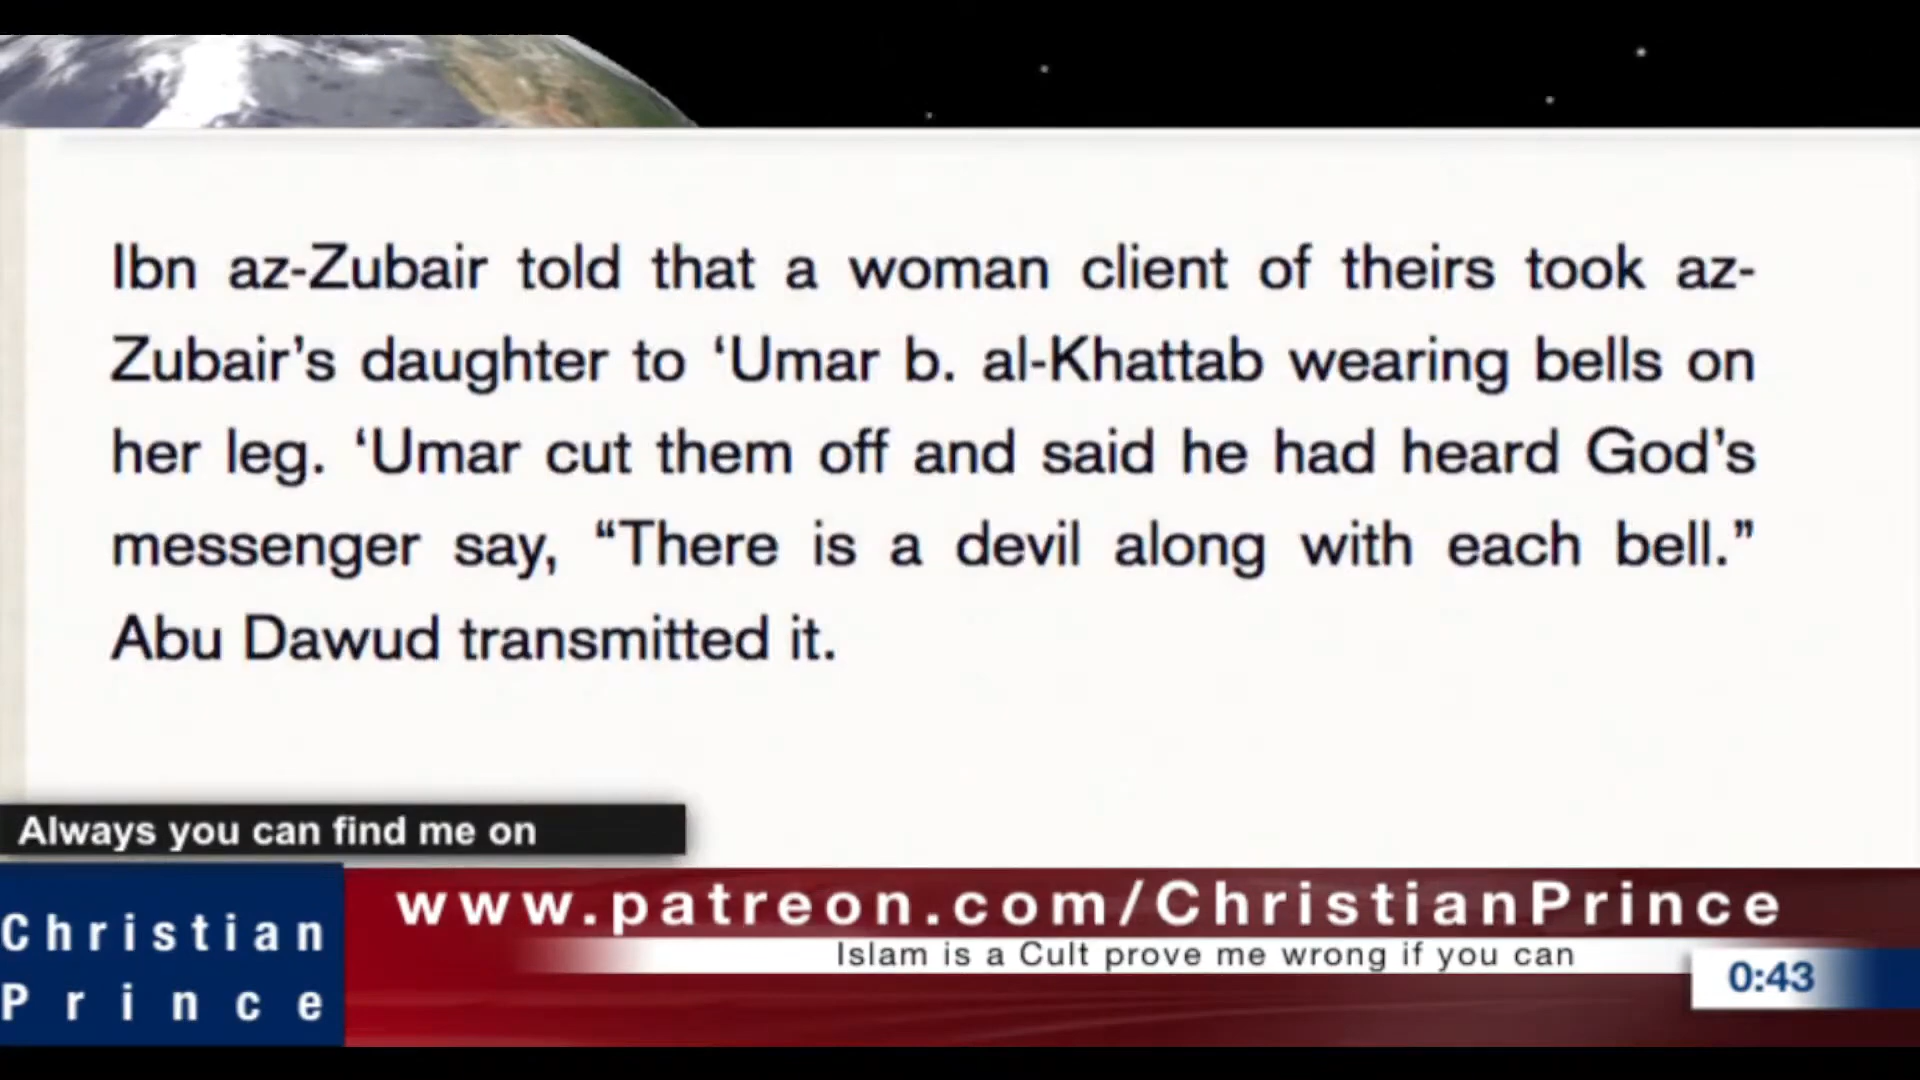 Ibn az-Zubair told that a woman client of theirs took az-
Zubair’s daughter to ‘Umar b. al-Khattab wearing bells on
her leg. ‘Umar cut them off and said he had heard God’s
messenger say, “There is a devil along with each bell.”
Abu Dawud transmitted it.
Always you can find me on
Christian
Prince
www.patreon.com/ChristianPrince
Islam is a Cult prove me wrong if you can
0:43